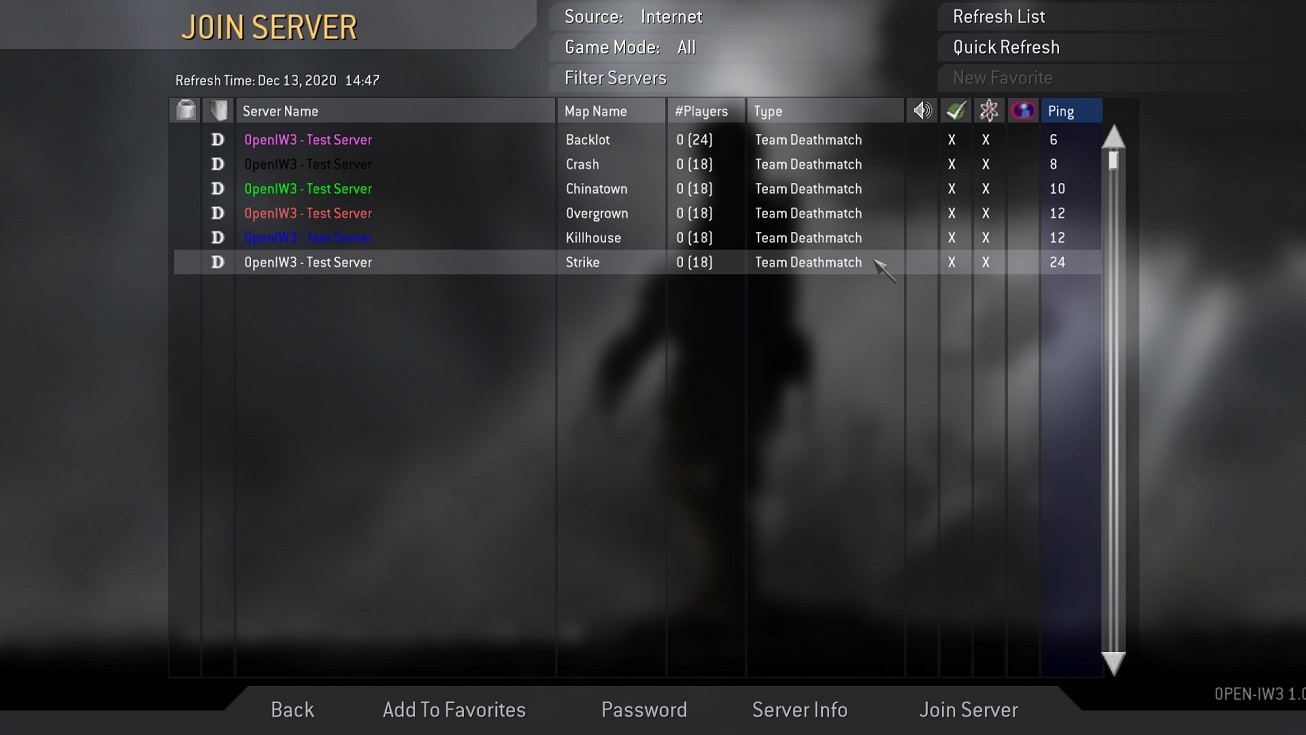 JOIN SERVER
Source: Internet
Refresh List
Game Mode: All
Quick Refresh
Refresh Time: Dec 13, 2020 14:47
Filter Servers
New Favorite
Server Name Map Name #Players Type Ping
D OpenIW3 - Test Server Backlot 0 (24) Team Deathmatch X X 6
D OpenIW3 - Test Server Crash 0 (18) Team Deathmatch X X 8
D OpenIW3 - Test Server Chinatown 0 (18) Team Deathmatch X X 10
D OpenIW3 - Test Server Overgrown 0 (18) Team Deathmatch X X 12
D OpenIW3 - Test Server Killhouse 0 (18) Team Deathmatch X X 12
D OpenIW3 - Test Server Strike 0 (18) Team Deathmatch X X 24
OPEN-IW3 1.0
Back Add To Favorites Password Server Info Join Server